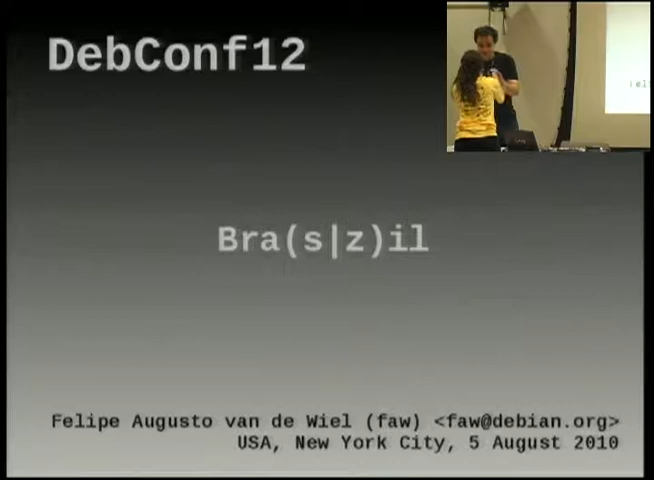 DebConf12
Bra(s|z)il
Felipe Augusto van de Wiel (faw) <faw@debian.org>
USA, New York City, 5 August 2010